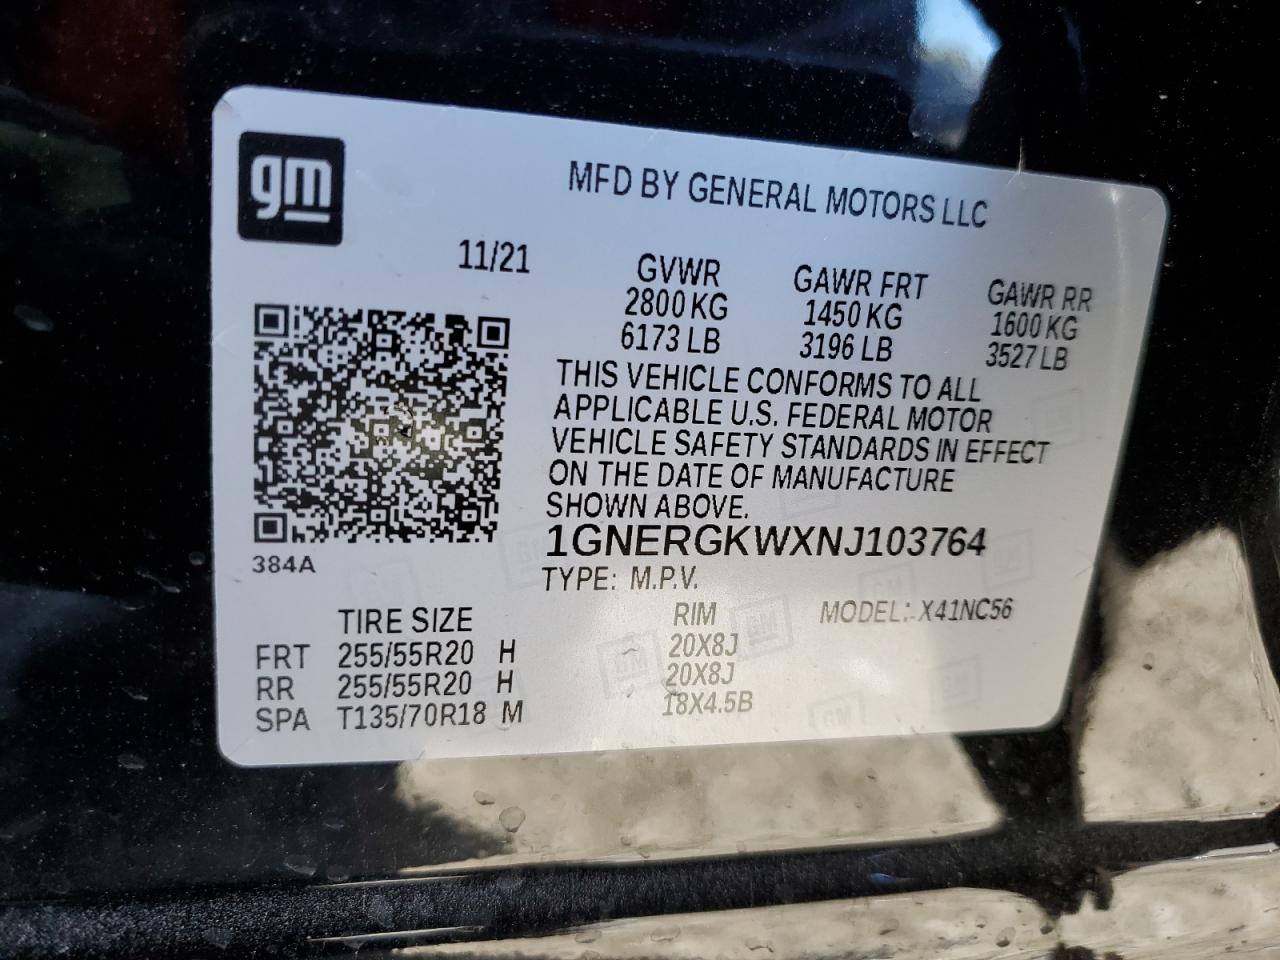 gm
MFD BY GENERAL MOTORS LLC
11/21
GVWR GAWR FRT GAWR RR
2800 KG 1450 KG 1600 KG
6173 LB 3196 LB 3527 LB
THIS VEHICLE CONFORMS TO ALL
APPLICABLE U.S. FEDERAL MOTOR
VEHICLE SAFETY STANDARDS IN EFFECT
ON THE DATE OF MANUFACTURE
SHOWN ABOVE.
1GNERGKWXNJ103764
384A
TYPE: M.P.V.
TIRE SIZE RIM MODEL: X41NC56
FRT 255/55R20 H 20X8J
RR 255/55R20 H 20X8J
SPA T135/70R18 M 18X4.5B